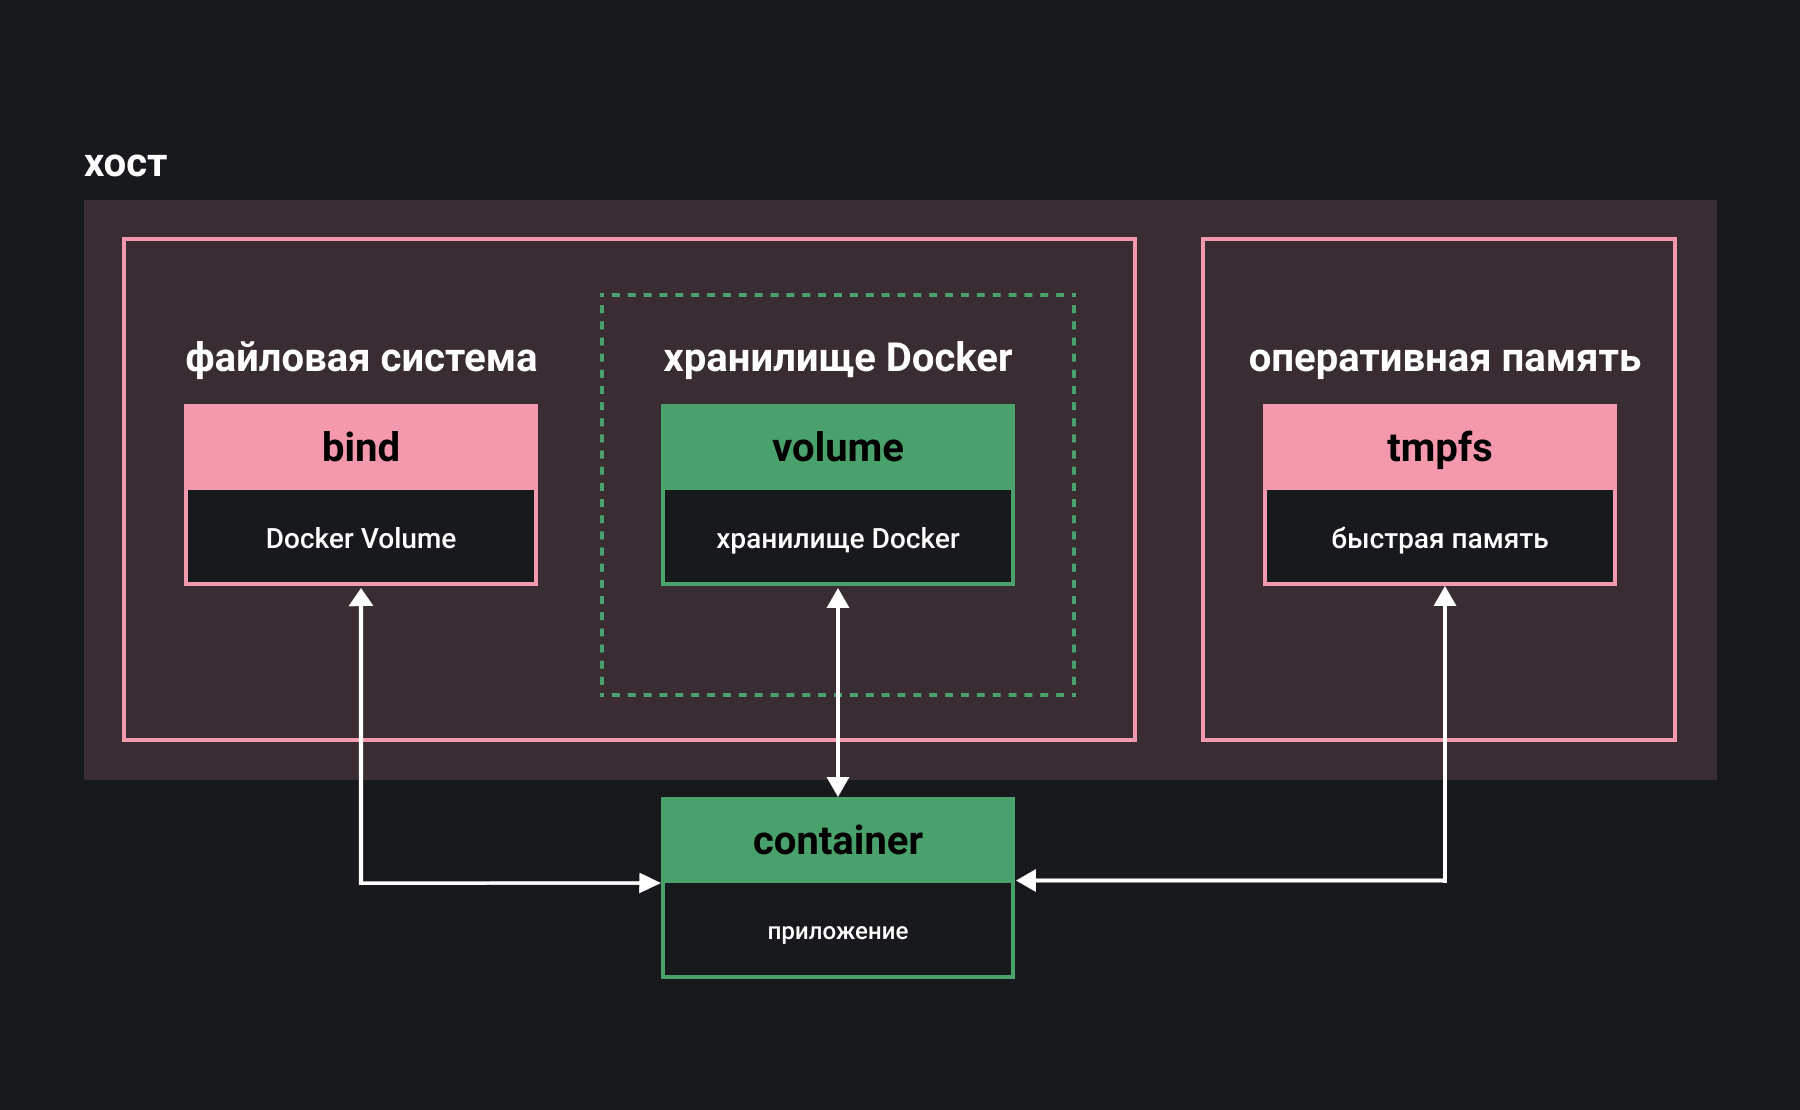 хост
файловая система
хранилище Docker
оперативная память
bind
volume
tmpfs
Docker Volume
хранилище Docker
быстрая память
container
приложение